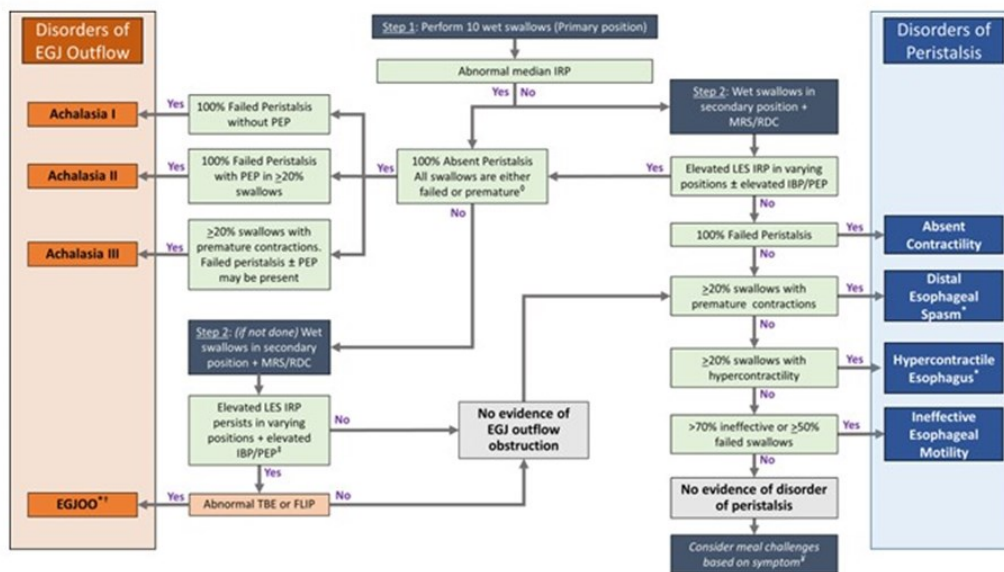 Disorders of
EGJ Outflow
Step 1: Perform 10 wet swallows (Primary position)
Abnormal median IRP
Yes
No
Disorders of
Peristalsis
Step 2: Wet swallows in
secondary position +
MRS/RDC
Achalasia I
Yes
100% Failed Peristalsis
without PEP
Achalasia II
Yes
100% Failed Peristalsis
with PEP in ≥20%
swallows
Yes
100% Absent Peristalsis
All swallows are either
failed or premature◊
Yes
Elevated LES IRP in varying
positions ± elevated IBP/PEP
No
No
Achalasia III
Yes
≥20% swallows with
premature contractions.
Failed peristalsis ± PEP
may be present
100% Failed Peristalsis
Yes
Absent
Contractility
No
≥20% swallows with
premature contractions
Yes
Distal
Esophageal
Spasm*
No
Step 2: (if not done) Wet
swallows in secondary
position + MRS/RDC
≥20% swallows with
hypercontractility
Yes
Hypercontractile
Esophagus*
No
Elevated LES IRP
persists in varying
positions + elevated
IBP/PEP‡
No
No evidence of
EGJ outflow
obstruction
>70% ineffective or ≥50%
failed swallows
Yes
Ineffective
Esophageal
Motility
Yes
No
EGJOO*†
Yes
Abnormal TBE or FLIP
No
No evidence of disorder
of peristalsis
Consider meal challenges
based on symptom¥